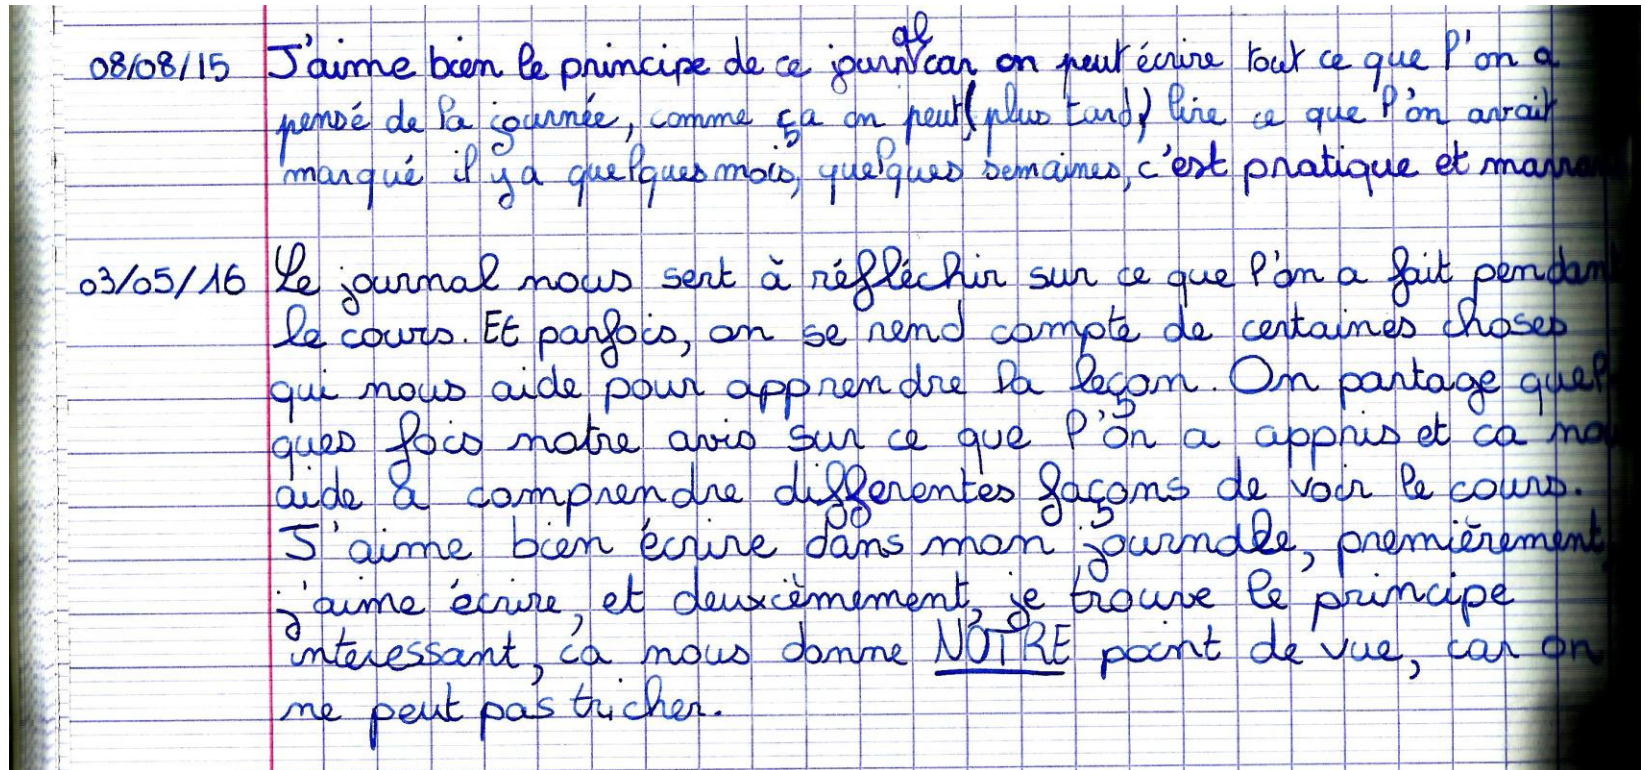 08/08/15 J'aime bien le principe de ce journal car on peut écrire tout ce que l'on a
pensé de la journée, comme ça on peut (plus tard) lire ce que l'on avait
marqué il y a quelques mois, quelques semaines, c'est pratique et marrant
03/05/16 Le journal nous sert à réfléchir sur ce que l'on a fait pendant
le cours. Et parfois, on se rend compte de certaines choses
qui nous aide pour apprendre la leçon. On partage quel
ques fois notre avis sur ce que l'on a appris et ca nous
aide a comprendre differentes façons de voir le cours.
J'aime bien écrire dans mon journale, premièrement,
j'aime écrire, et deuxièmement, je trouve le principe
interessant, ca nous donne NOTRE point de vue, car on
ne peut pas tricher.